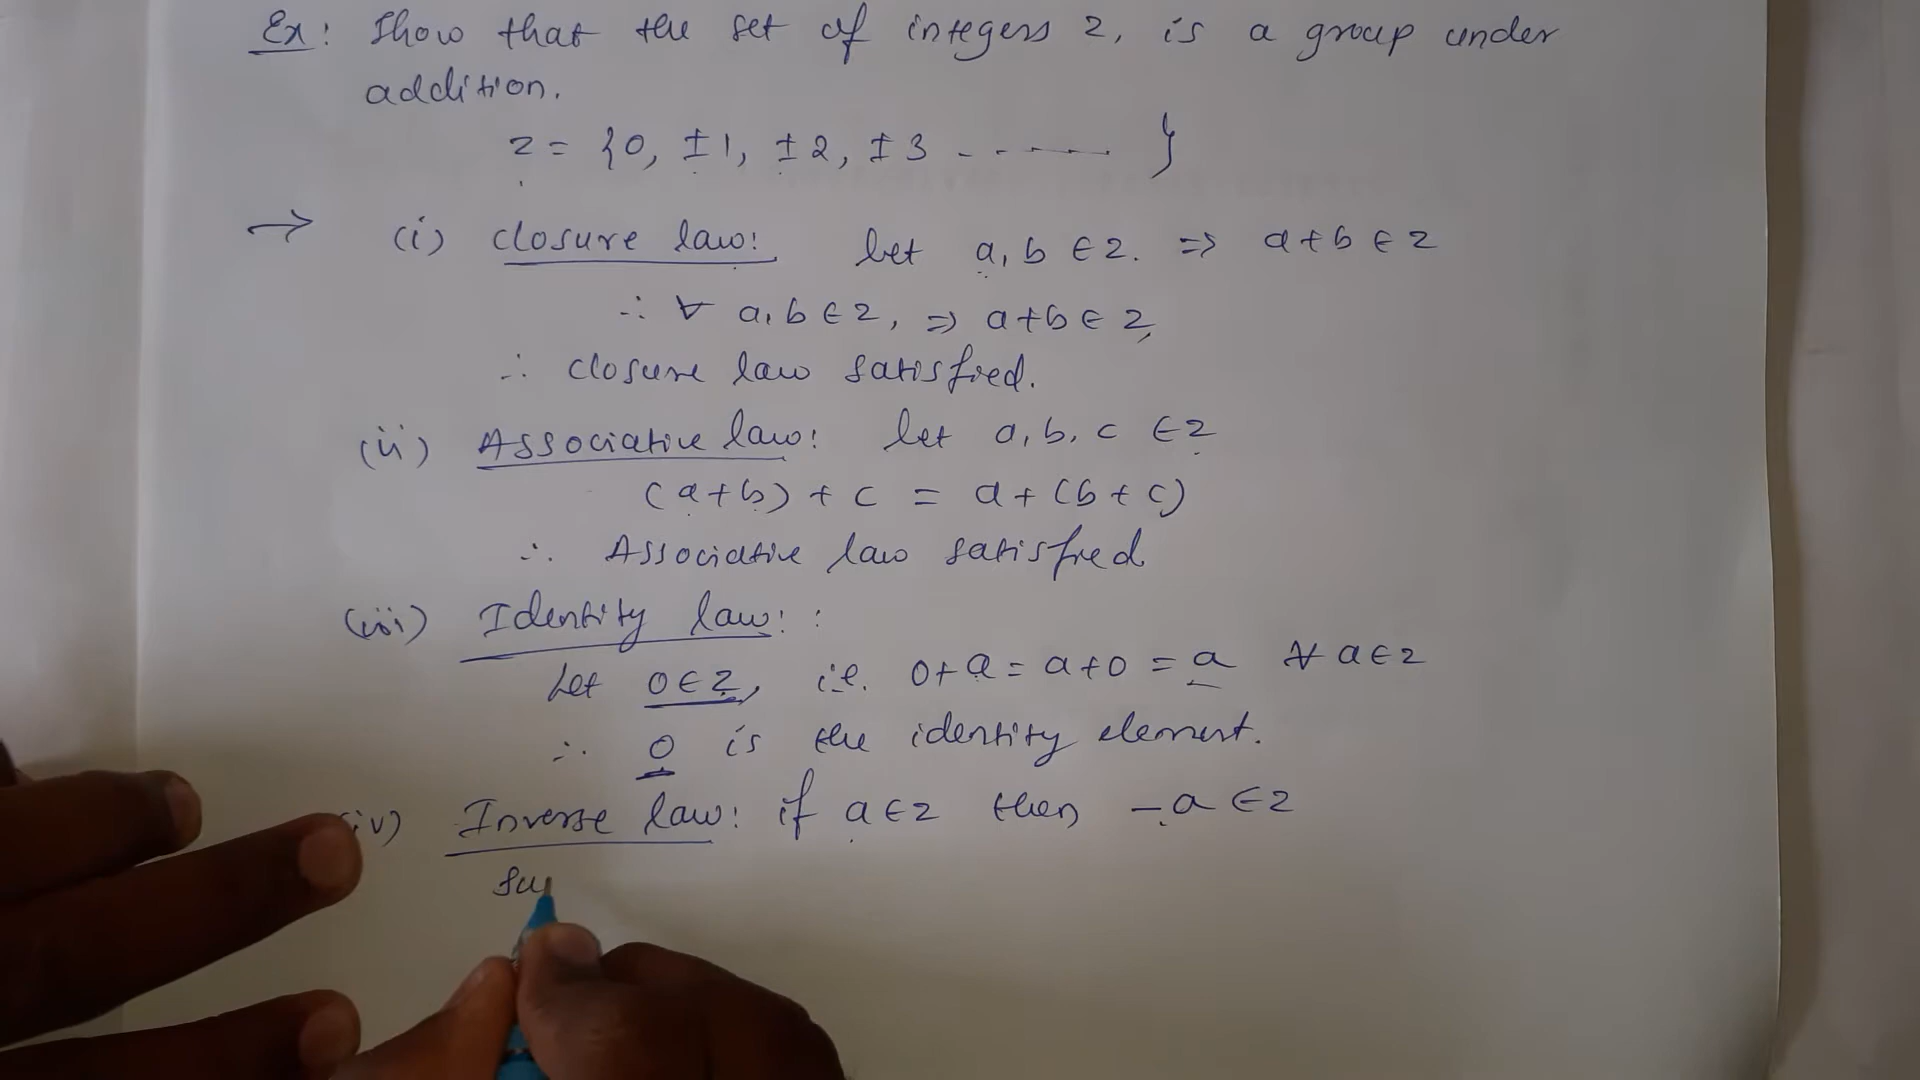 Ex: Show that the set of integers Z, is a group under
addition.
Z = {0, ±1, ±2, ±3 - - - - - - }
→ (i) closure law: let a, b ∈ Z. ⇒ a+b ∈ Z
∴ ∀ a, b ∈ Z, ⇒ a+b ∈ Z,
∴ closure law satisfied.
(ii) Associative law: let a, b, c ∈ Z
(a+b) + c = a + (b+c)
∴ Associative law satisfied
(iii) Identity law: :
Let 0 ∈ Z, i.e. 0+a = a+0 = a ∀ a ∈ Z
∴ 0 is the identity element.
(iv) Inverse law: if a ∈ Z then -a ∈ Z
Su